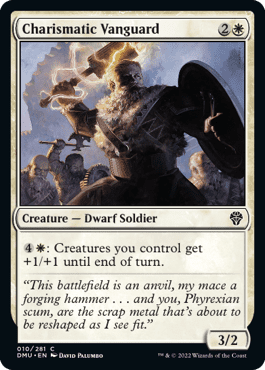 Charismatic Vanguard 2
Creature — Dwarf Soldier
4: Creatures you control get
+1/+1 until end of turn.
"This battlefield is an anvil, my mace
a forging hammer . . . and you, Phyrexian
scum, are the scrap metal that's about to
be reshaped as I see fit."
3/2
010/281 C
DMU • EN DAVID PALUMBO ™ & © 2022 Wizards of the Coast